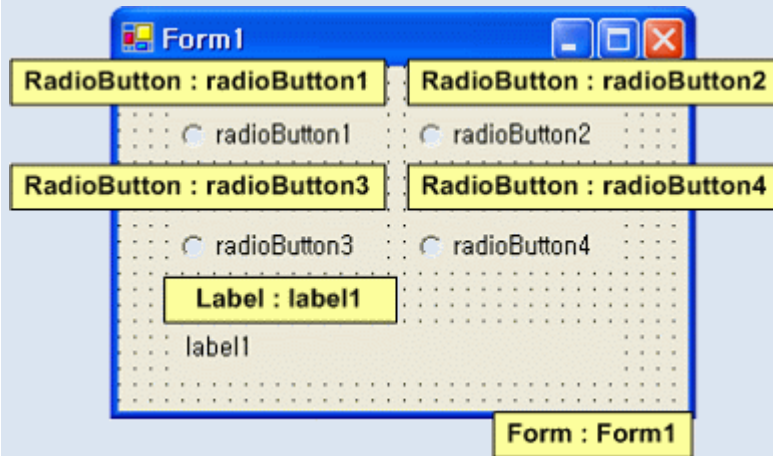 Form1
RadioButton : radioButton1
RadioButton : radioButton2
radioButton1
radioButton2
RadioButton : radioButton3
RadioButton : radioButton4
radioButton3
radioButton4
Label : label1
label1
Form : Form1